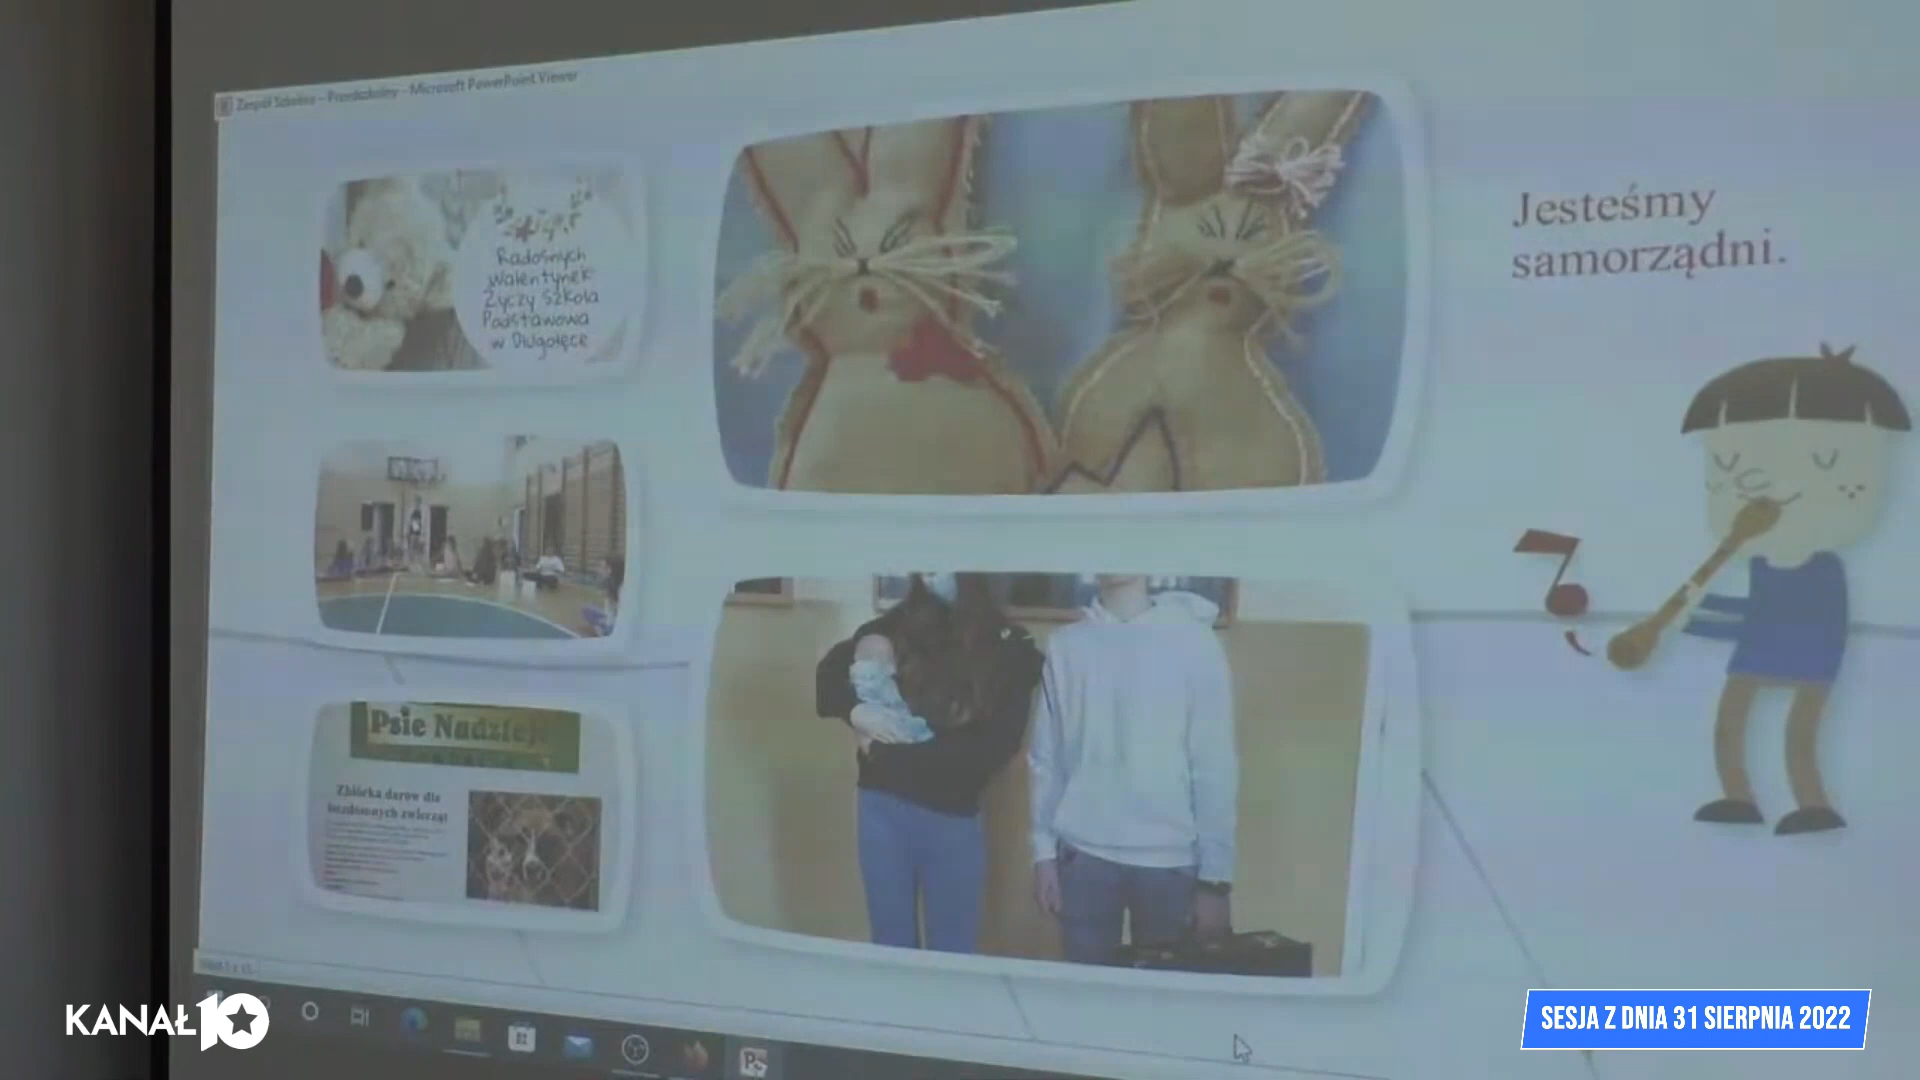 Zespół Szkolno - Przedszkolny - Microsoft PowerPoint Viewer
Radosnych
Walentynek
Życzy Szkoła
Podstawowa
w Długołęce
Jesteśmy
samorządni.
Psie Nadzieje
Zbiórka darów dla
bezdomnych zwierząt
KANAŁ 10
SESJA Z DNIA 31 SIERPNIA 2022